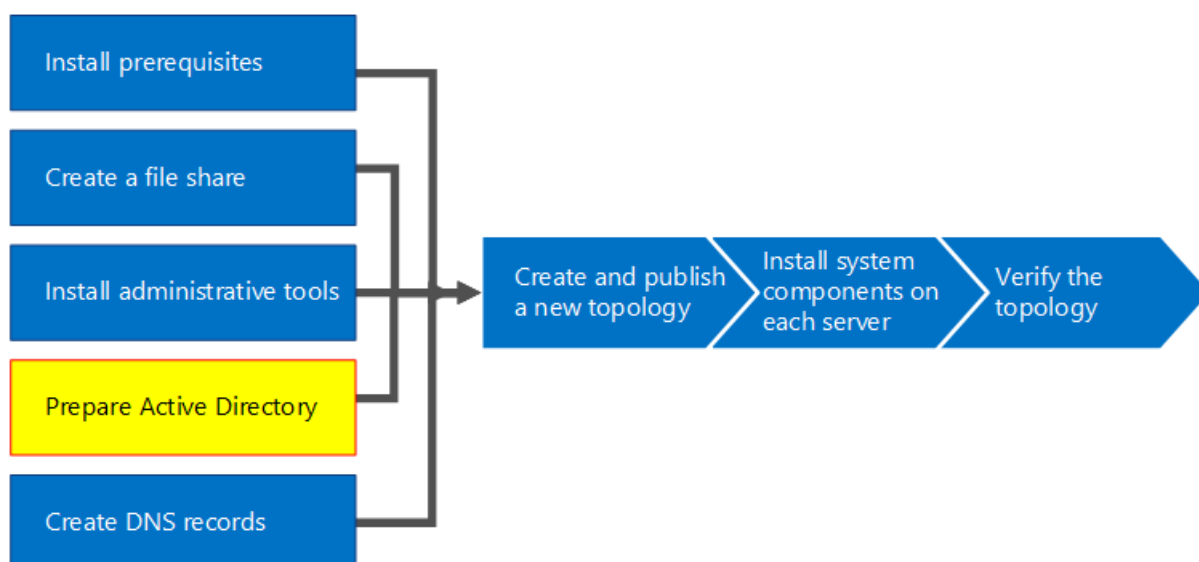 Install prerequisites
Create a file share
Install administrative tools
Prepare Active Directory
Create DNS records
Create and publish
a new topology
Install system
components on
each server
Verify the
topology